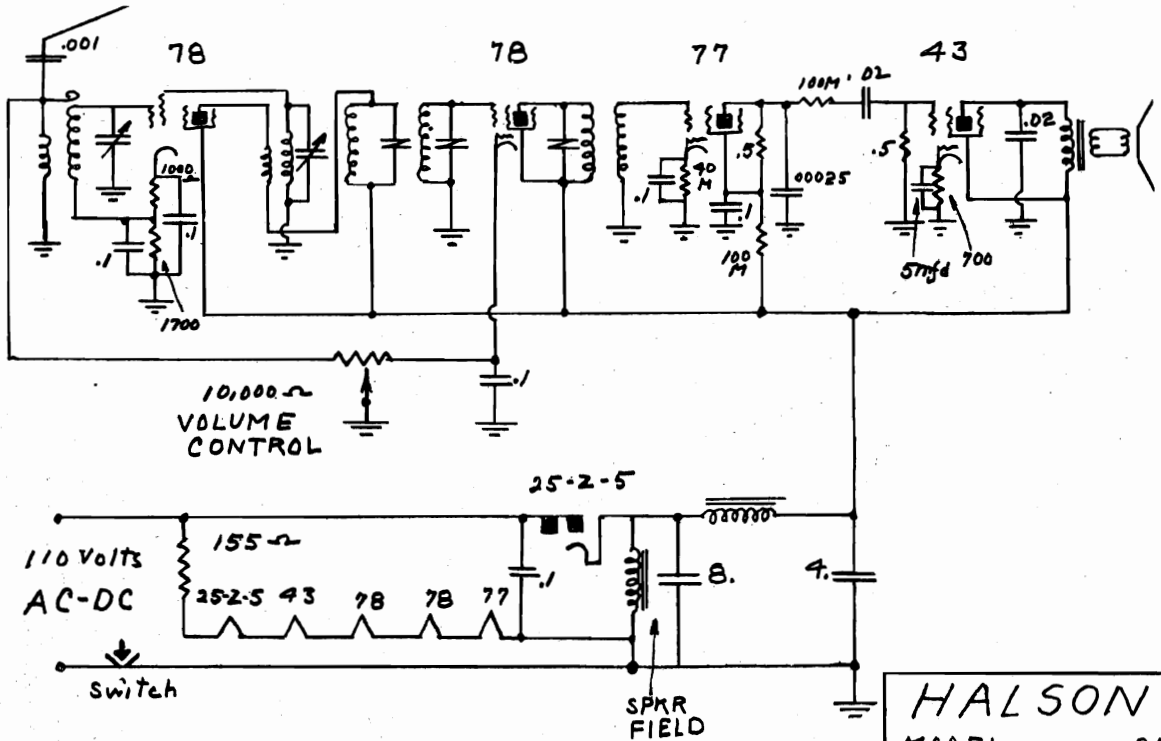 .001
78
78
77
43
100M
.02
.02
1000
.1
.1
1700
.1
40
M
.5
.1
.00025
100
M
.5
5mfd
700
10,000 Ω
VOLUME
CONTROL
.1
25-Z-5
110 Volts
AC-DC
155 Ω
.1
8.
4.
25-Z-5
43
78
78
77
Switch
SPKR
FIELD
HALSON